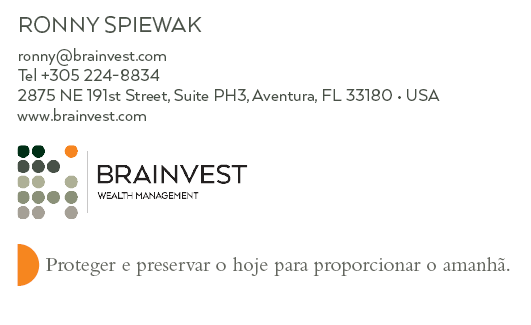 RONNY SPIEWAK
ronny@brainvest.com
Tel +305 224-8834
2875 NE 191st Street, Suite PH3, Aventura, FL 33180 • USA
www.brainvest.com
BRAINVEST
WEALTH MANAGEMENT
Proteger e preservar o hoje para proporcionar o amanhã.